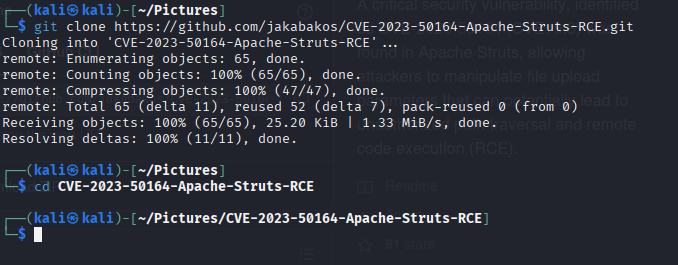 ┌──(kali㉿kali)-[~/Pictures]
└─$ git clone https://github.com/jakabakos/CVE-2023-50164-Apache-Struts-RCE.git
Cloning into 'CVE-2023-50164-Apache-Struts-RCE'...
remote: Enumerating objects: 65, done.
remote: Counting objects: 100% (65/65), done.
remote: Compressing objects: 100% (47/47), done.
remote: Total 65 (delta 11), reused 52 (delta 7), pack-reused 0 (from 0)
Receiving objects: 100% (65/65), 25.20 KiB | 1.33 MiB/s, done.
Resolving deltas: 100% (11/11), done.
┌──(kali㉿kali)-[~/Pictures]
└─$ cd CVE-2023-50164-Apache-Struts-RCE
┌──(kali㉿kali)-[~/Pictures/CVE-2023-50164-Apache-Struts-RCE]
└─$
A critical security vulnerability, identified
found in Apache Struts, allowing
attackers to manipulate file upload
lead to
traversal and remote
code execution (RCE).
Readme
stars